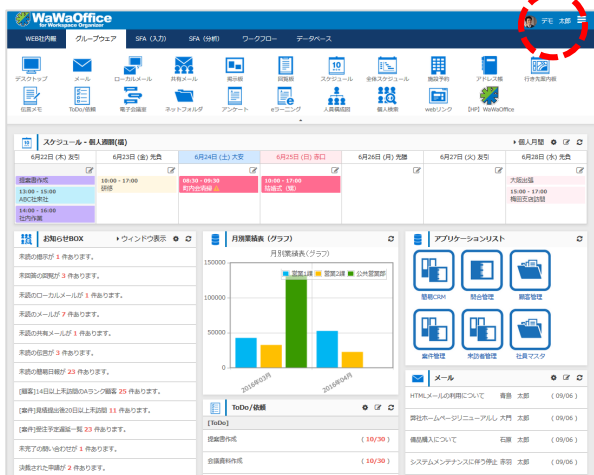 WaWaOffice
for Workspace Organizer
デモ 太郎
WEB社内報 グループウェア SFA（入力） SFA（分析） ワークフロー データベース
デスクトップ メール ローカルメール 共有メール 掲示板 回覧板 スケジュール 全体スケジュール 施設予約 アドレス帳 行き先案内板
伝言メモ ToDo/依頼 電子会議室 ネットフォルダ アンケート eラーニング 人員構成図 個人検索 webリンク 【HP】WaWaOffice
スケジュール - 個人週間(個) 個人月間
6月22日 (木) 友引 6月23日 (金) 先負 6月24日 (土) 大安 6月25日 (日) 赤口 6月26日 (月) 先勝 6月27日 (火) 友引 6月28日 (水) 先負
提案書作成 10:00 - 17:00 08:30 - 09:30 10:00 - 17:00 大阪出張
研修 町内会清掃 結婚式（親）
13:00 - 15:00 15:00 - 17:00
ABC社来社 梅田支店訪問
14:00 - 16:00
社内作業
お知らせBOX ウィンドウ表示
未読の掲示が 1 件あります。
未回答の回覧が 3 件あります。
未読のローカルメールが 1 件あります。
未読のメールが 7 件あります。
未読の共有メールが 1 件あります。
未読の伝言が 3 件あります。
未読の簡易日報が 23 件あります。
[顧客]14日以上未訪問のAランク顧客 25 件あります。
[案件]見積提出後20日以上未訪問 11 件あります。
[案件]受注予定遅延一覧 23 件あります。
未完了の問い合わせが 1 件あります。
決裁された申請が 2 件あります。
月別業績表（グラフ）
月別業績表(グラフ)
150000
営業1課 営業2課 公共営業部
100000
50000
0
2016年03月 2016年04月
ToDo/依頼
[ToDo]
提案書作成 ( 10/30 )
会議資料作成 ( 10/30 )
アプリケーションリスト
簡易CRM 照会管理 顧客管理
案件管理 来訪者管理 社員マスタ
メール
HTMLメールの利用について 青島 太郎 ( 09/06 )
弊社ホームページリニューアルし 大門 太郎 ( 09/06 )
備品購入について 石原 太郎 ( 09/06 )
システムメンテナンスに伴う停止 赤羽 太郎 ( 09/06 )